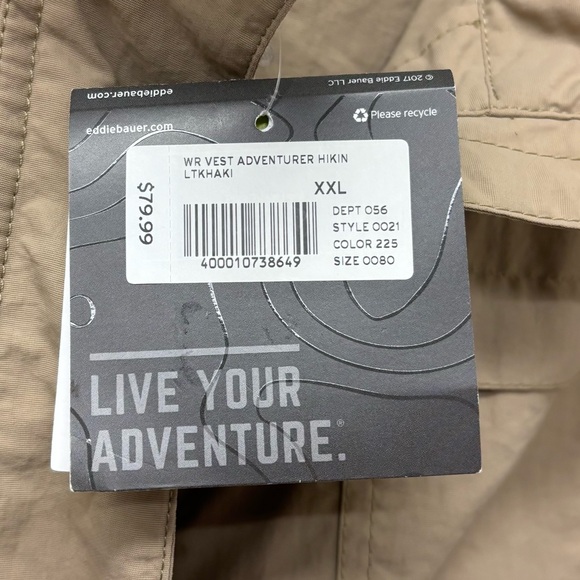 eddiebauer.com
© 2017 Eddie Bauer LLC
eddiebauer.com
Please recycle
WR VEST ADVENTURER HIKIN
LTKHAKI
XXL
$79.99
DEPT 056
STYLE 0021
COLOR 225
SIZE 0080
400010738649
LIVE YOUR
ADVENTURE.®